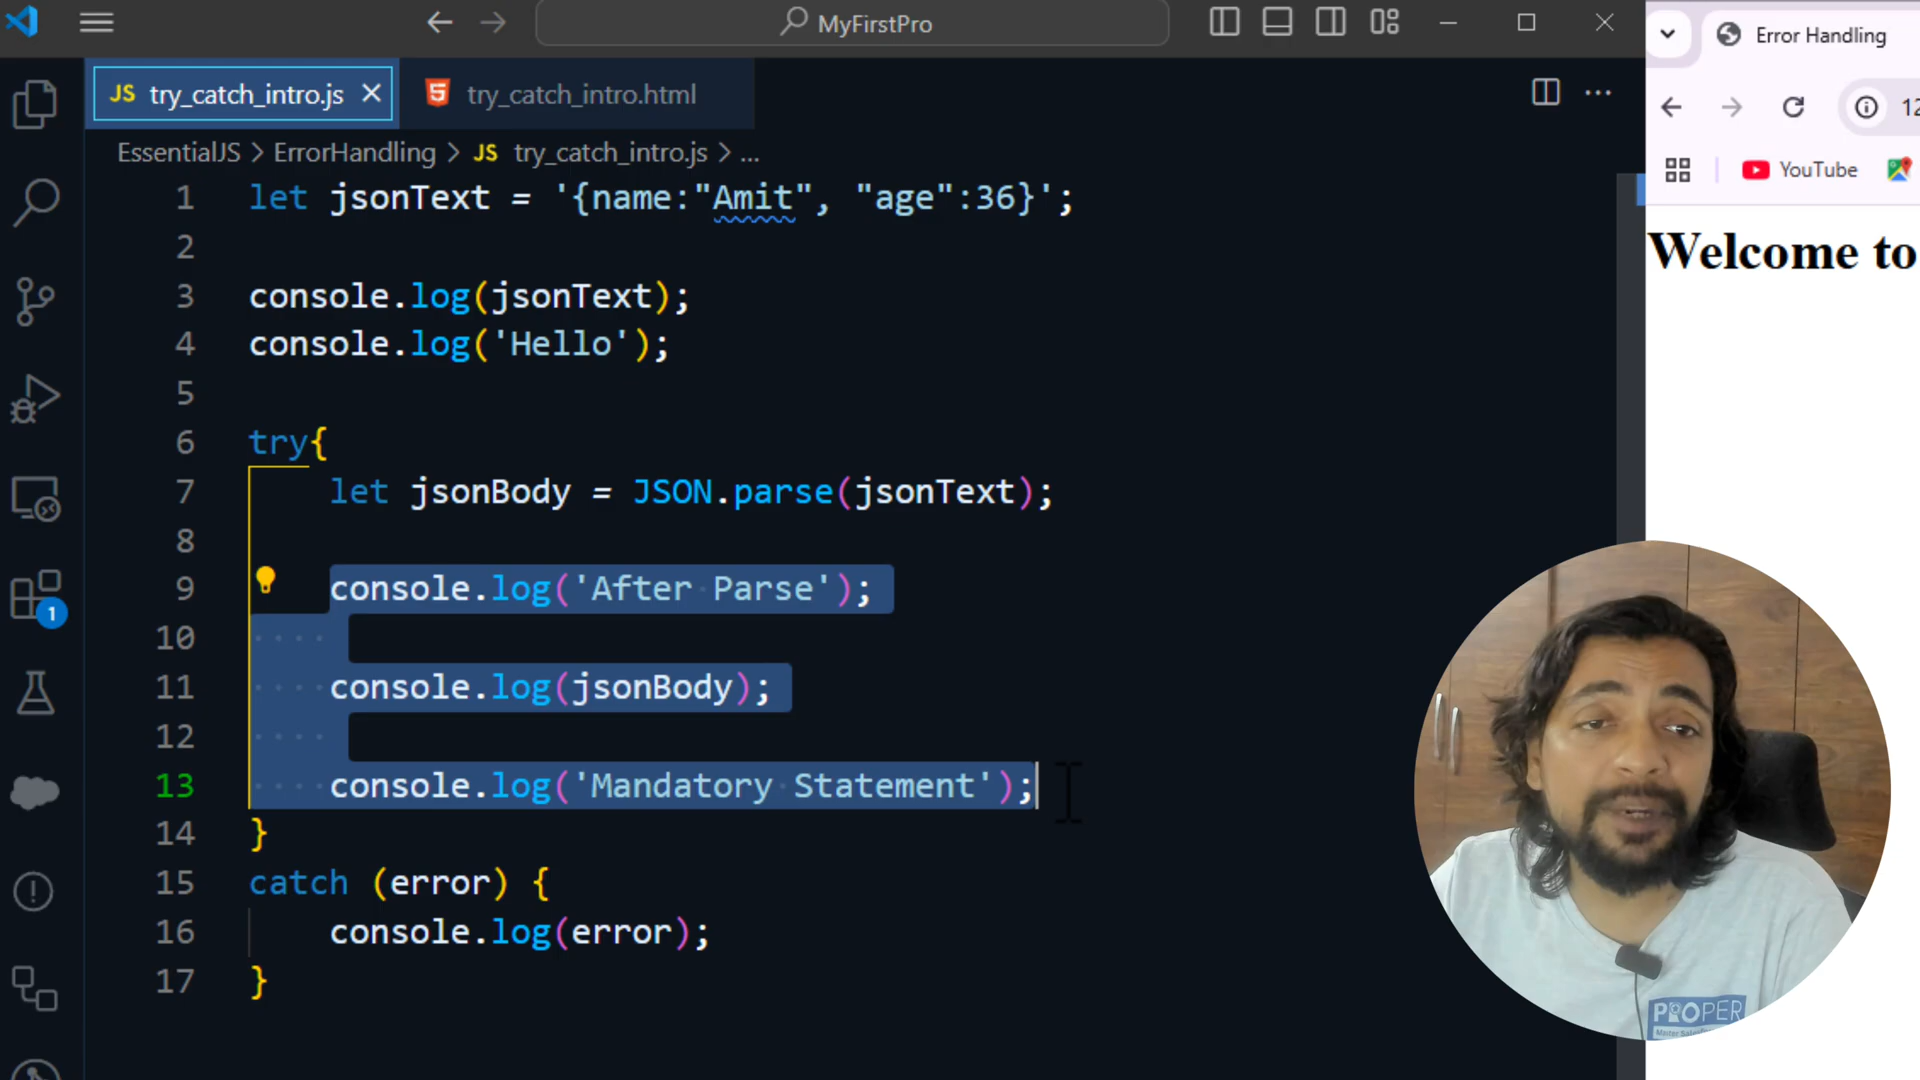 MyFirstPro
Error Handling
JS try_catch_intro.js
try_catch_intro.html
12
EssentialJS > ErrorHandling > JS try_catch_intro.js > ...
YouTube
Welcome to
1 let jsonText = '{name:"Amit", "age":36}';
2
3 console.log(jsonText);
4 console.log('Hello');
5
6 try{
7 let jsonBody = JSON.parse(jsonText);
8
9 console.log('After Parse');
10
11 console.log(jsonBody);
12
13 console.log('Mandatory Statement');
14 }
15 catch (error) {
16 console.log(error);
17 }
1
PROPER